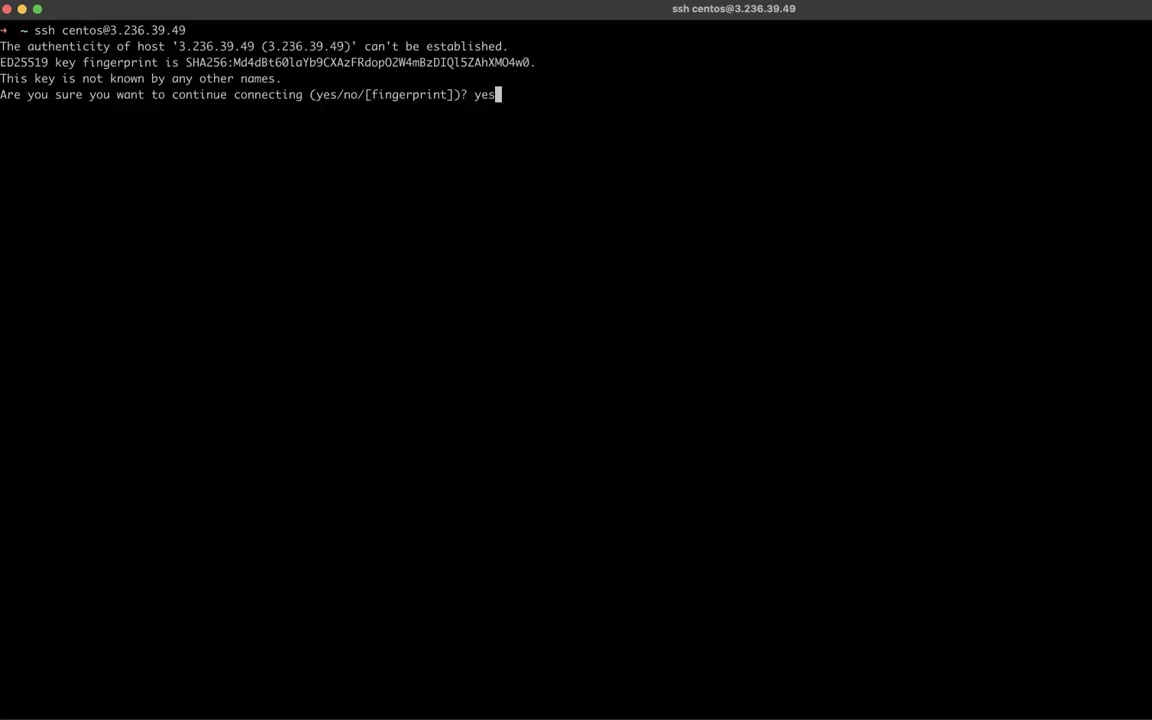 ssh centos@3.236.39.49
→ ~ ssh centos@3.236.39.49
The authenticity of host '3.236.39.49 (3.236.39.49)' can't be established.
ED25519 key fingerprint is SHA256:Md4dBt60laYb9CXAzFRdopO2W4mBzDIQl5ZAhXMO4w0.
This key is not known by any other names.
Are you sure you want to continue connecting (yes/no/[fingerprint])? yes